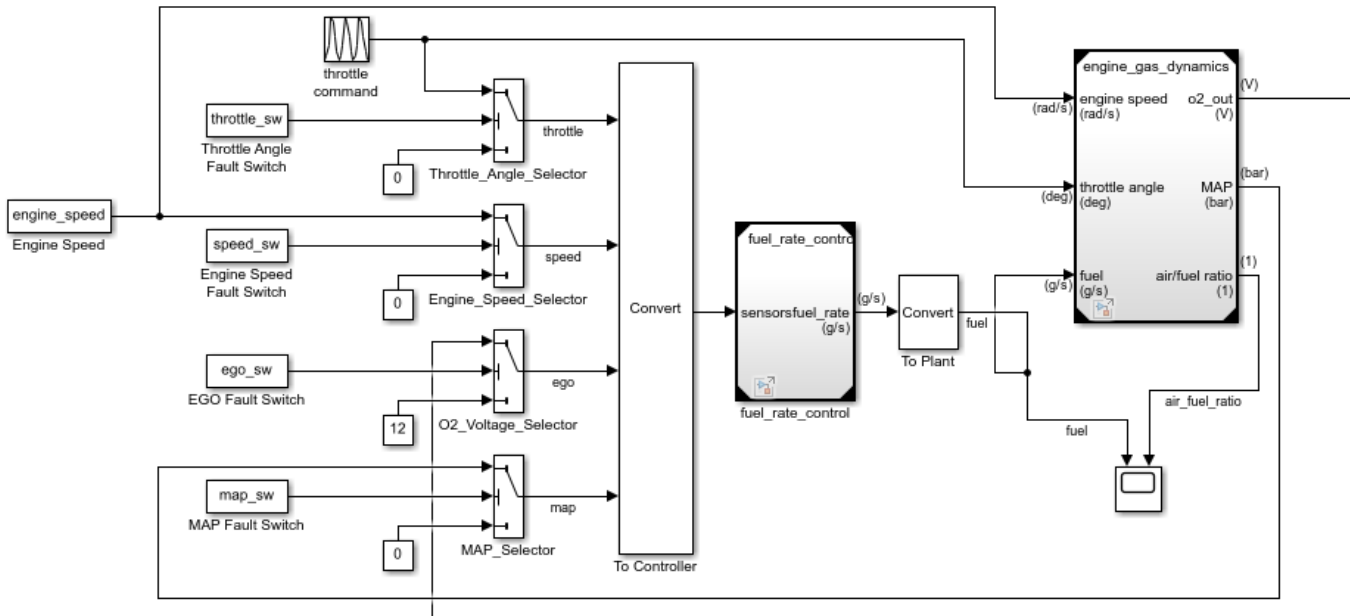 throttle
command
throttle_sw
Throttle Angle
Fault Switch
0
Throttle_Angle_Selector
throttle
engine_speed
Engine Speed
speed_sw
Engine Speed
Fault Switch
0
Engine_Speed_Selector
speed
ego_sw
EGO Fault Switch
12
O2_Voltage_Selector
ego
map_sw
MAP Fault Switch
0
MAP_Selector
map
Convert
To Controller
fuel_rate_contro
sensors
fuel_rate
(g/s)
fuel_rate_control
(g/s)
Convert
To Plant
fuel
fuel
engine_gas_dynamics
(rad/s)
engine speed
(rad/s)
(deg)
throttle angle
(deg)
(g/s)
fuel
(g/s)
o2_out
(V)
(V)
MAP
(bar)
(bar)
air/fuel ratio
(1)
(1)
air_fuel_ratio